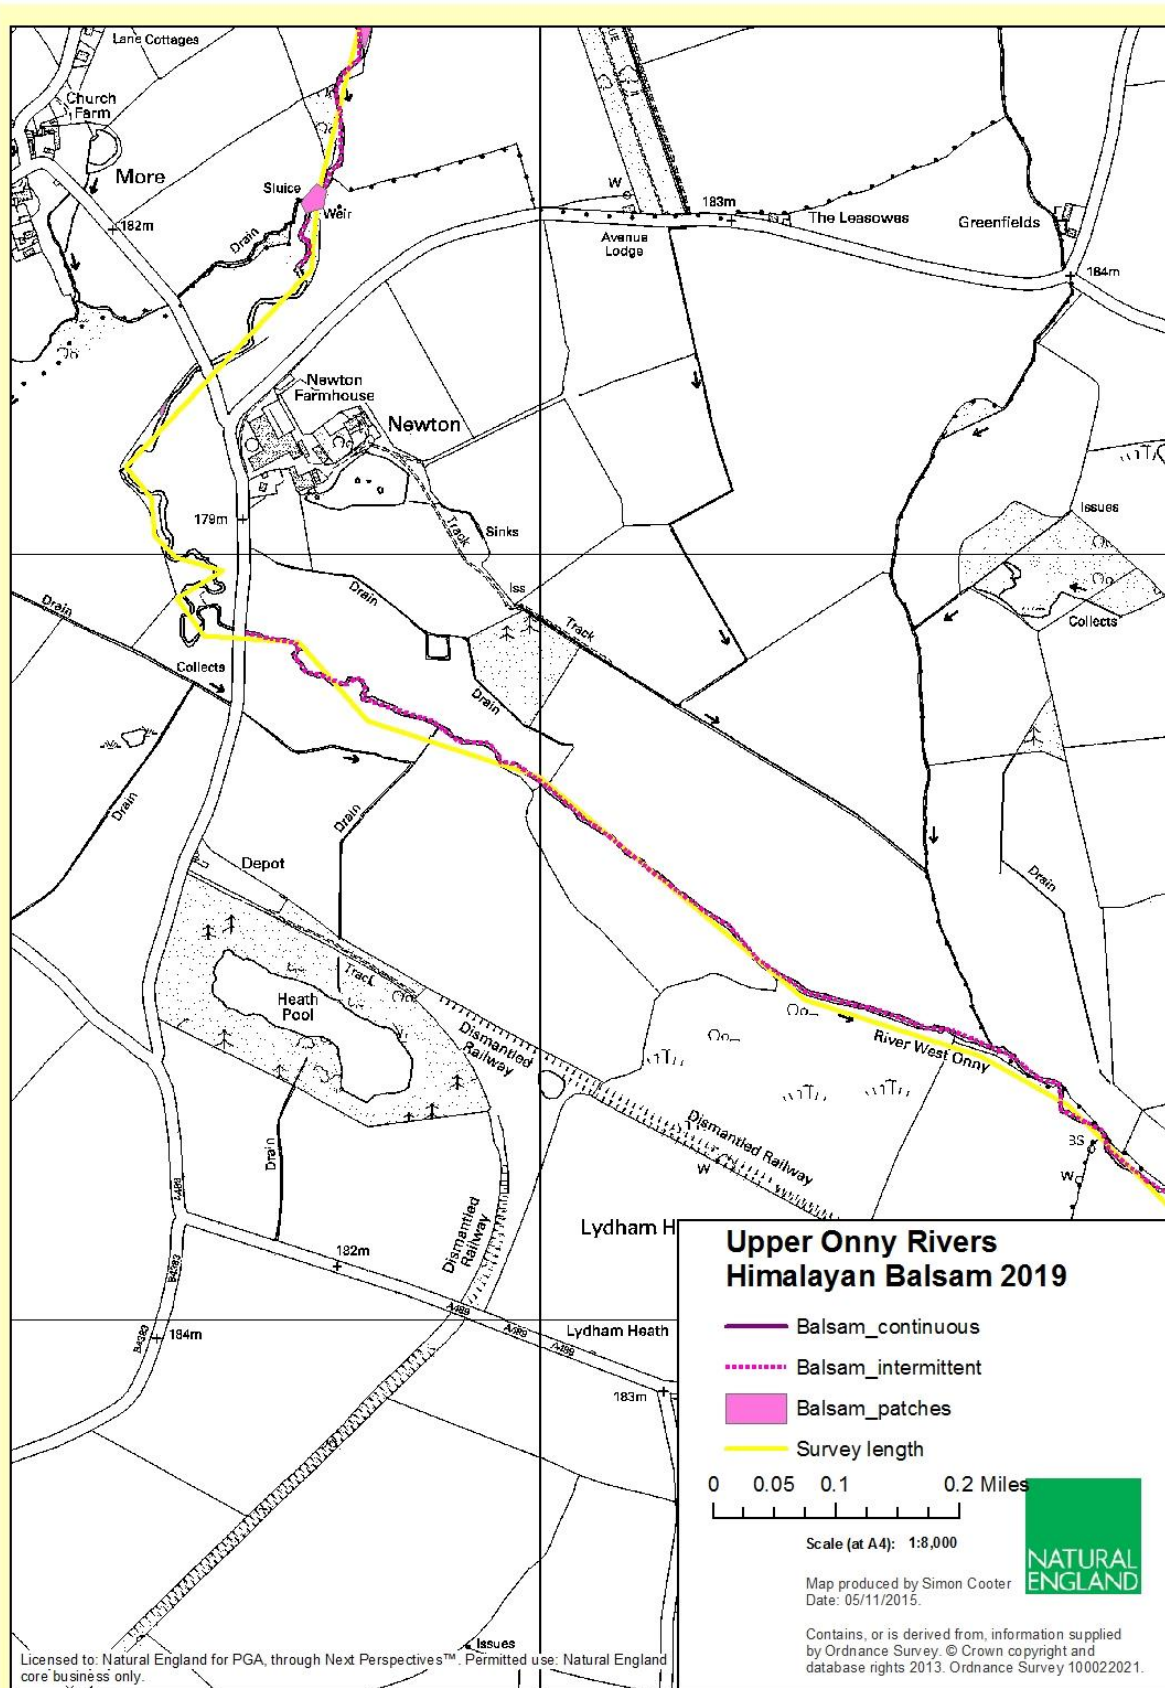 Lane Cottages
Church
Farm
More
Sluice
Weir
182m
Drain
W
183m
The Leasowes
Avenue
Lodge
Greenfields
184m
Newton
Farmhouse
Newton
179m
Track
Sinks
Issues
Iss
Drain
Drain
Track
Collects
Collects
Drain
Drain
Drain
Drain
Depot
Track
Heath
Pool
Dismantled
Railway
River West Onny
Dismantled Railway
W
BS
W
Drain
A489
Dismantled
Railway
Lydham H
B4383
182m
A489
A489
A489
B4383
184m
Lydham Heath
183m
Issues
Upper Onny Rivers
Himalayan Balsam 2019
Balsam_continuous
Balsam_intermittent
Balsam_patches
Survey length
0 0.05 0.1 0.2 Miles
Scale (at A4): 1:8,000
NATURAL
ENGLAND
Map produced by Simon Cooter
Date: 05/11/2015.
Contains, or is derived from, information supplied
by Ordnance Survey. © Crown copyright and
database rights 2013. Ordnance Survey 100022021.
Licensed to: Natural England for PGA, through Next Perspectives™. Permitted use: Natural England
core business only.